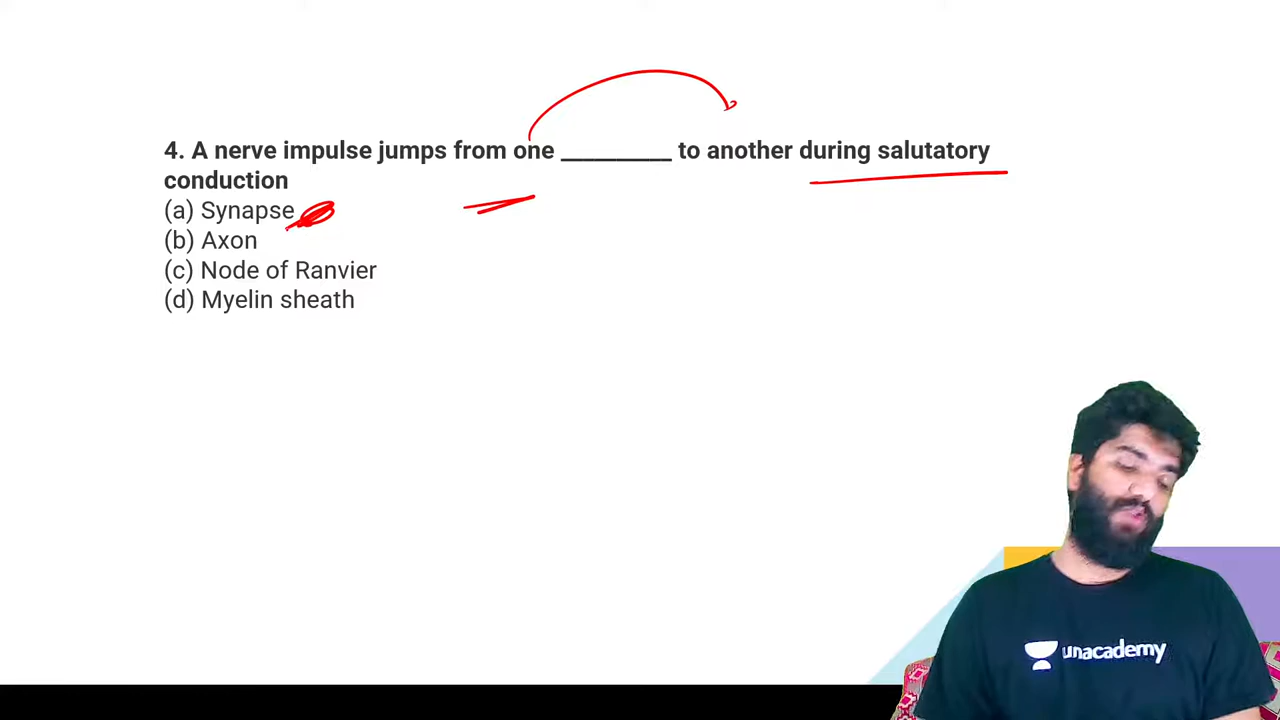 4. A nerve impulse jumps from one _________ to another during salutatory
conduction
(a) Synapse
(b) Axon
(c) Node of Ranvier
(d) Myelin sheath
unacademy